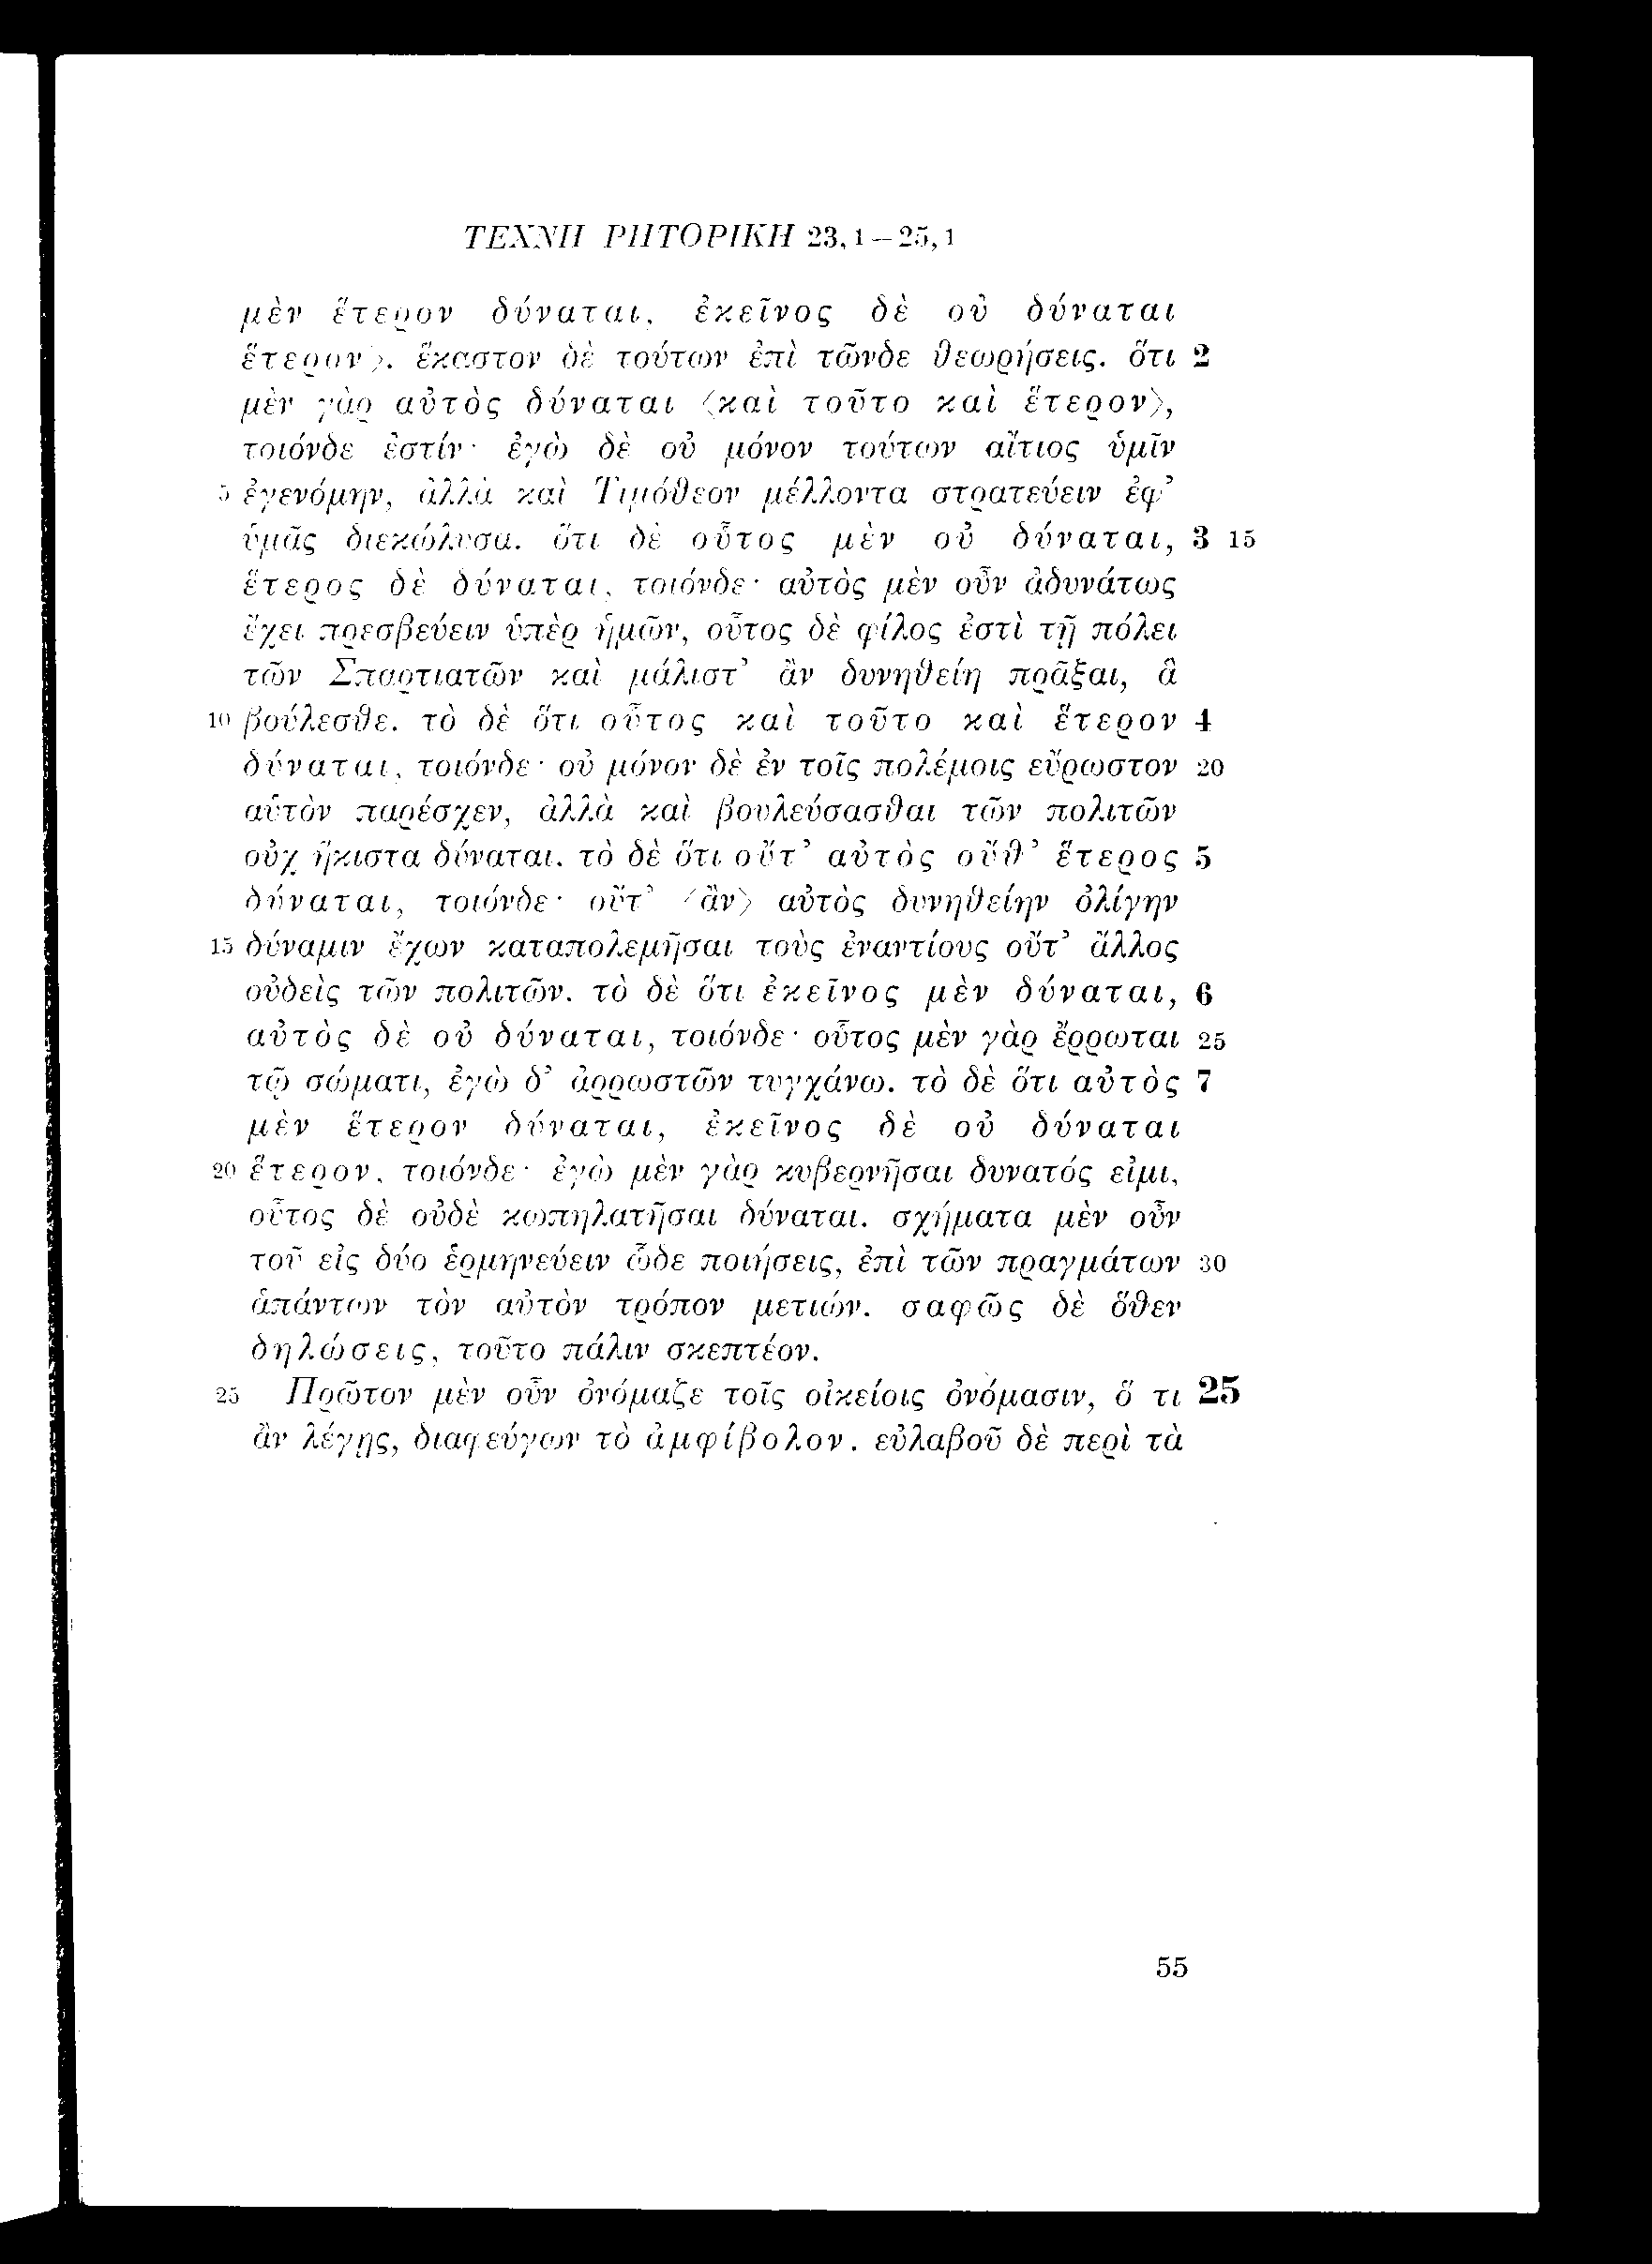 ΤΕΧΝΗ ΡΗΤΟΡΙΚΗ 23,1–25,1
μὲν ἕτερον δύναται, ἐκεῖνος δὲ οὐ δύναται
ἕτερον〉. ἕκαστον δὲ τούτων ἐπὶ τῶνδε θεωρήσεις. ὅτι 2
μὲν γὰρ αὐτὸς δύναται 〈καὶ τοῦτο καὶ ἕτερον〉,
τοιόνδε ἐστίν· ἐγὼ δὲ οὐ μόνον τούτων αἴτιος ὑμῖν
5 ἐγενόμην, ἀλλὰ καὶ Τιμόθεον μέλλοντα στρατεύειν ἐφ’
ὑμᾶς διεκώλυσα. ὅτι δὲ οὗτος μὲν οὐ δύναται, 3 15
ἕτερος δὲ δύναται, τοιόνδε· αὐτὸς μὲν οὖν ἀδυνάτως
ἔχει πρεσβεύειν ὑπὲρ ἡμῶν, οὗτος δὲ φίλος ἐστὶ τῇ πόλει
τῶν Σπαρτιατῶν καὶ μάλιστ’ ἂν δυνηθείη πρᾶξαι, ἃ
10 βούλεσθε. τὸ δὲ ὅτι οὗτος καὶ τοῦτο καὶ ἕτερον 4
δύναται, τοιόνδε· οὐ μόνον δὲ ἐν τοῖς πολέμοις εὔρωστον 20
αὑτὸν παρέσχεν, ἀλλὰ καὶ βουλεύσασθαι τῶν πολιτῶν
οὐχ ἥκιστα δύναται. τὸ δὲ ὅτι οὔτ’ αὐτὸς οὔθ’ ἕτερος 5
δύναται, τοιόνδε· οὔτ’ 〈ἂν〉 αὐτὸς δυνηθείην ὀλίγην
15 δύναμιν ἔχων καταπολεμῆσαι τοὺς ἐναντίους οὔτ’ ἄλλος
οὐδεὶς τῶν πολιτῶν. τὸ δὲ ὅτι ἐκεῖνος μὲν δύναται, 6
αὐτὸς δὲ οὐ δύναται, τοιόνδε· οὗτος μὲν γὰρ ἔρρωται 25
τῷ σώματι, ἐγὼ δ’ ἀρρωστῶν τυγχάνω. τὸ δὲ ὅτι αὐτὸς 7
μὲν ἕτερον δύναται, ἐκεῖνος δὲ οὐ δύναται
20 ἕτερον, τοιόνδε· ἐγὼ μὲν γὰρ κυβερνῆσαι δυνατός εἰμι,
οὗτος δὲ οὐδὲ κωπηλατῆσαι δύναται. σχήματα μὲν οὖν
τοῦ εἰς δύο ἑρμηνεύειν ὧδε ποιήσεις, ἐπὶ τῶν πραγμάτων 30
ἁπάντων τὸν αὐτὸν τρόπον μετιών. σαφῶς δὲ ὅθεν
δηλώσεις, τοῦτο πάλιν σκεπτέον.
25 Πρῶτον μὲν οὖν ὀνόμαζε τοῖς οἰκείοις ὀνόμασιν, ὅ τι 25
ἂν λέγῃς, διαφεύγων τὸ ἀμφίβολον. εὐλαβοῦ δὲ περὶ τὰ
55